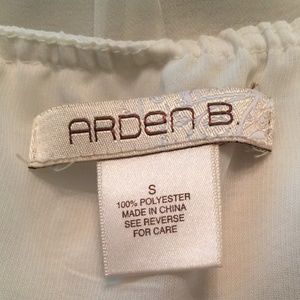 ARDEN B.
S
100% POLYESTER
MADE IN CHINA
SEE REVERSE
FOR CARE